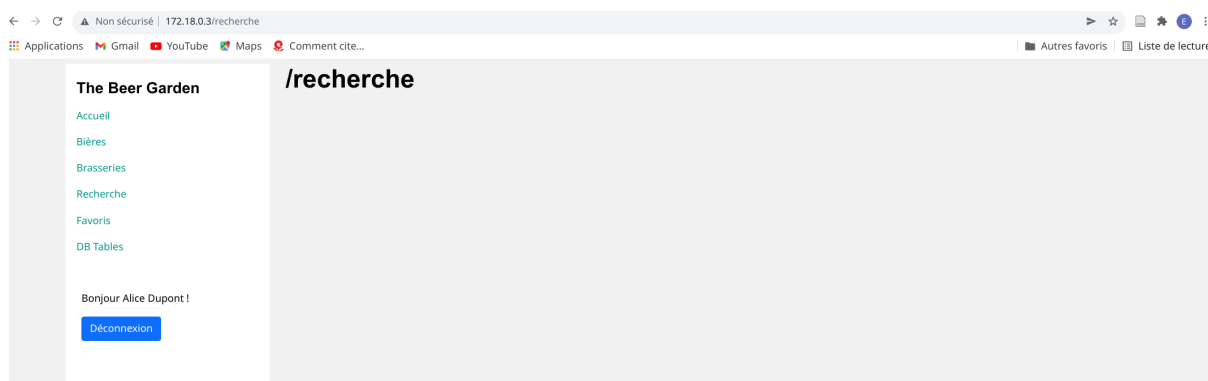 Non sécurisé | 172.18.0.3/recherche
E
Applications Gmail YouTube Maps Comment cite... Autres favoris Liste de lecture
The Beer Garden
/recherche
Accueil
Bières
Brasseries
Recherche
Favoris
DB Tables
Bonjour Alice Dupont !
Déconnexion